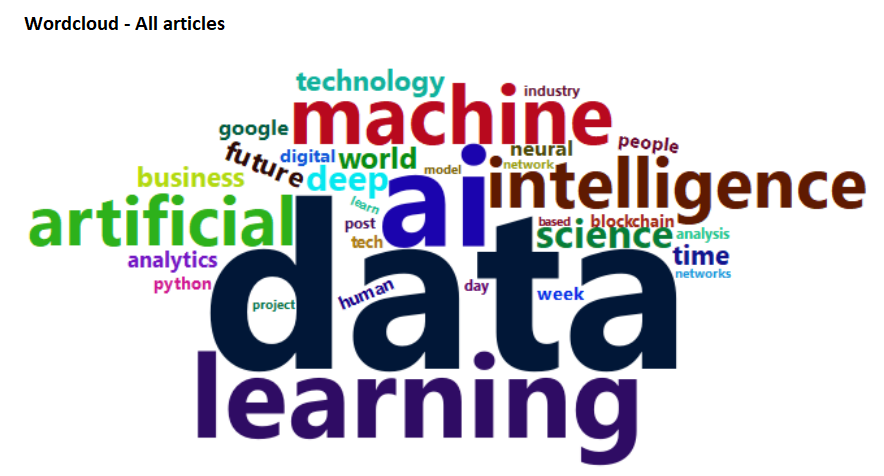 Wordcloud - All articles
technology
industry
machine
google
neural
people
future
digital
world
network
model
business
deep
ai
intelligence
learn
artificial
post
based
blockchain
tech
science
analysis
analytics
time
data
networks
python
human
day
week
project
learning